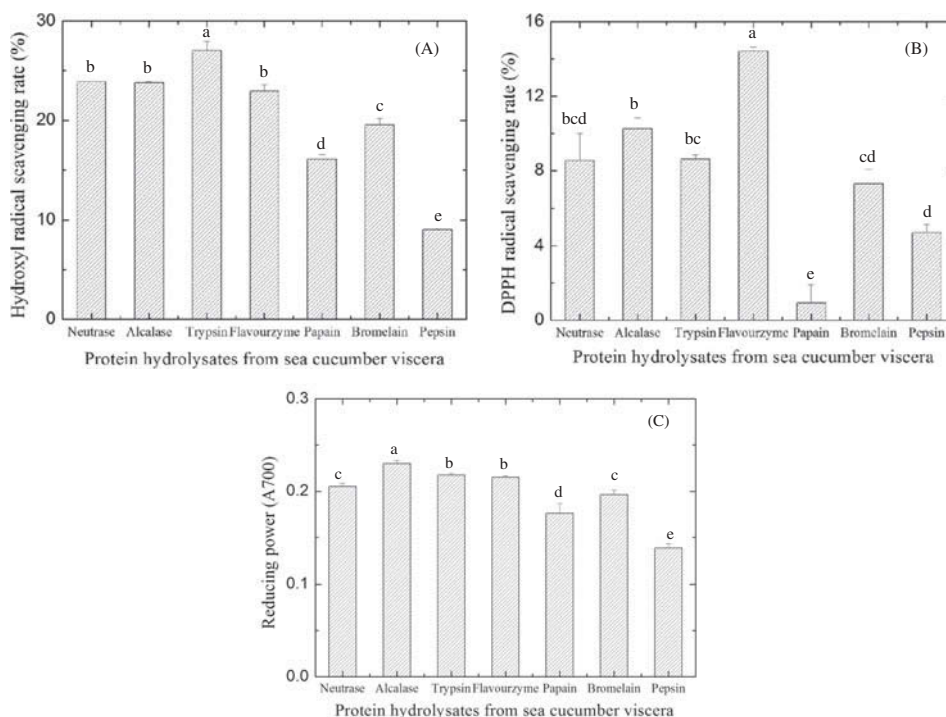 (A)
Hydroxyl radical scavenging rate (%)
30
20
10
0
b
b
a
b
d
c
e
Neutrase Alcalase Trypsin Flavourzyme Papain Bromelain Pepsin
Protein hydrolysates from sea cucumber viscera
(B)
DPPH radical scavenging rate (%)
16
12
8
4
0
bcd
b
bc
a
e
cd
d
Neutrase Alcalase Trypsin Flavourzyme Papain Bromelain Pepsin
Protein hydrolysates from sea cucumber viscera
(C)
Reducing power (A700)
0.3
0.2
0.1
0.0
c
a
b
b
d
c
e
Neutrase Alcalase Trypsin Flavourzyme Papain Bromelain Pepsin
Protein hydrolysates from sea cucumber viscera